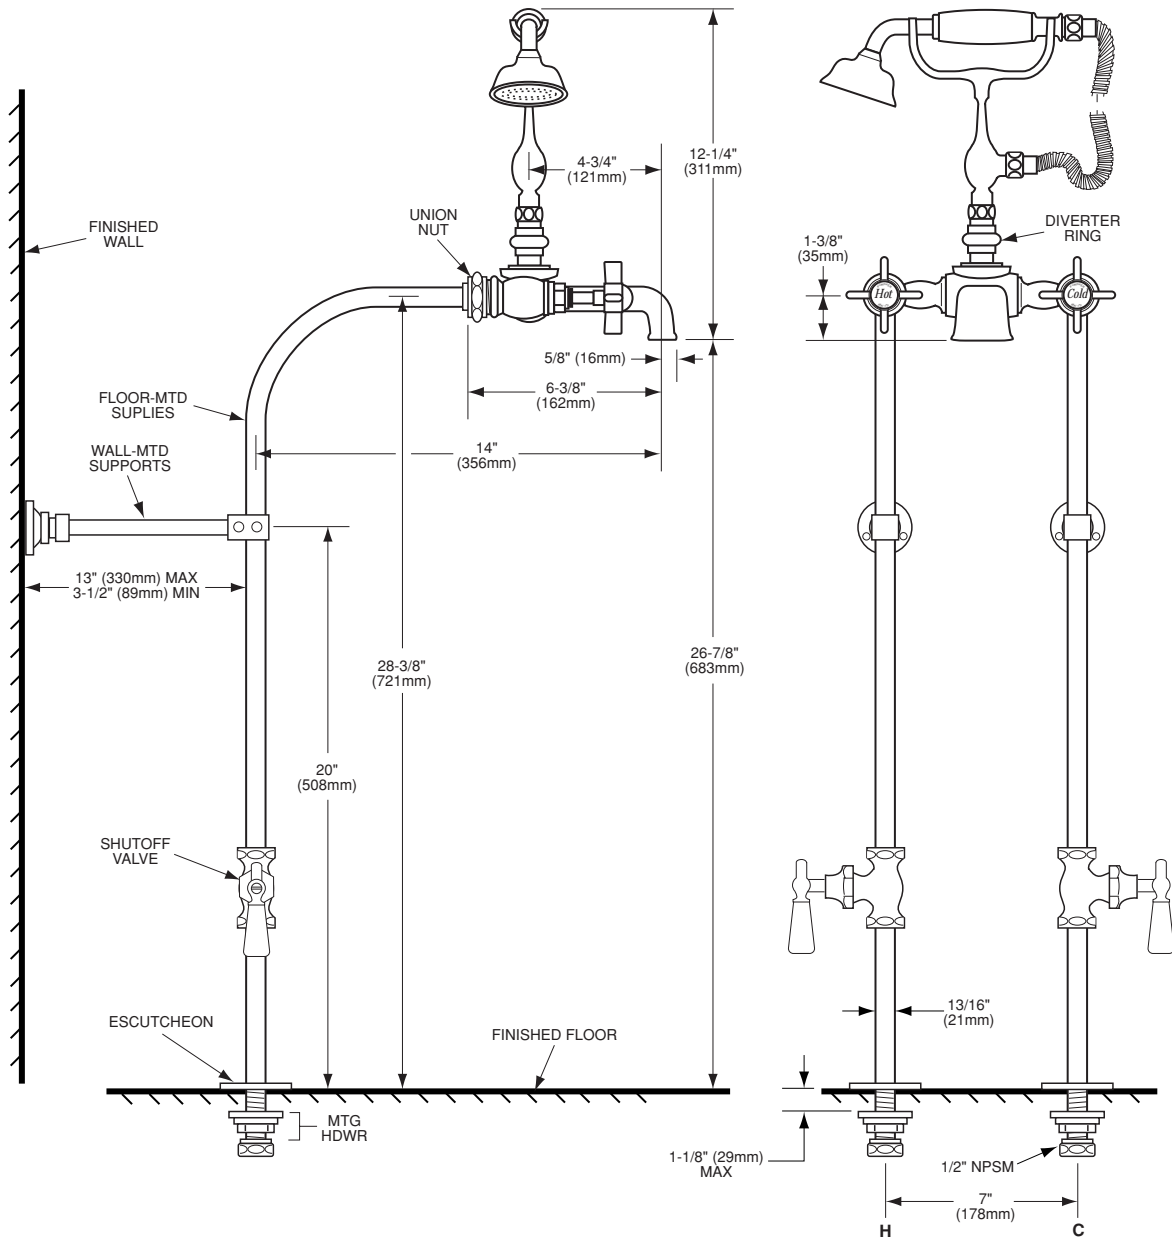 4-3/4"
(121mm)
12-1/4"
(311mm)
UNION
NUT
FINISHED
WALL
DIVERTER
RING
1-3/8"
(35mm)
Hot
Cold
5/8" (16mm)
6-3/8"
(162mm)
FLOOR-MTD
SUPLIES
14"
(356mm)
WALL-MTD
SUPPORTS
13" (330mm) MAX
3-1/2" (89mm) MIN
28-3/8"
(721mm)
26-7/8"
(683mm)
20"
(508mm)
SHUTOFF
VALVE
13/16"
(21mm)
ESCUTCHEON
FINISHED FLOOR
MTG
HDWR
1-1/8" (29mm)
MAX
1/2" NPSM
7"
(178mm)
H
C